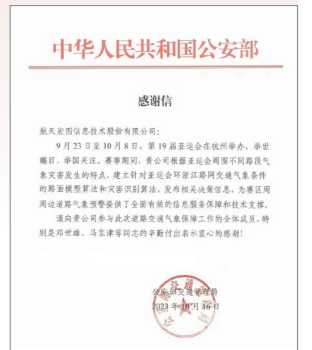 中华人民共和国公安部
感谢信
航天宏图信息技术股份有限公司：
9月23日至10月8日，第19届亚运会在杭州举办，举世
瞩目、举国关注。赛事期间，贵公司根据亚运会周围不同路段气
象灾害发生的特点，建立针对亚运会环浙江路网交通气象条件
的路面模型算法和灾害识别算法，发布相关决策信息，为赛区周
周边道路气象预警提供了全面有效的信息服务保障和技术支撑。
谨向贵公司参与此次道路交通气象保障工作的全体成员，特
别是邓世雄、马京津等同志的辛勤付出表示衷心的感谢！
公安部交通管理局
2023年10月16日